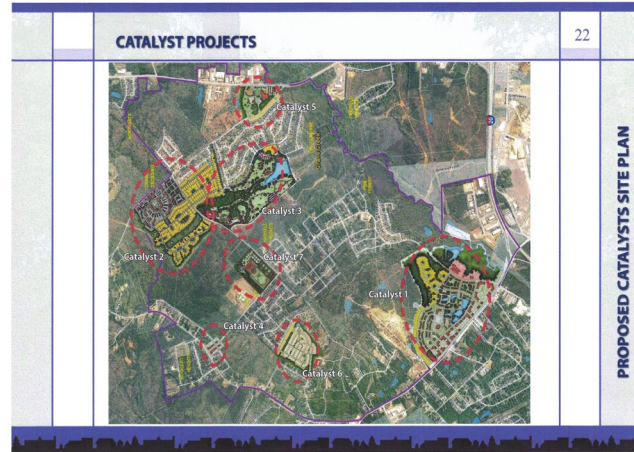 CATALYST PROJECTS
22
Catalyst 5
Catalyst 3
Catalyst 2
Catalyst 7
Catalyst 1
Catalyst 4
Catalyst 6
PROPOSED CATALYSTS SITE PLAN